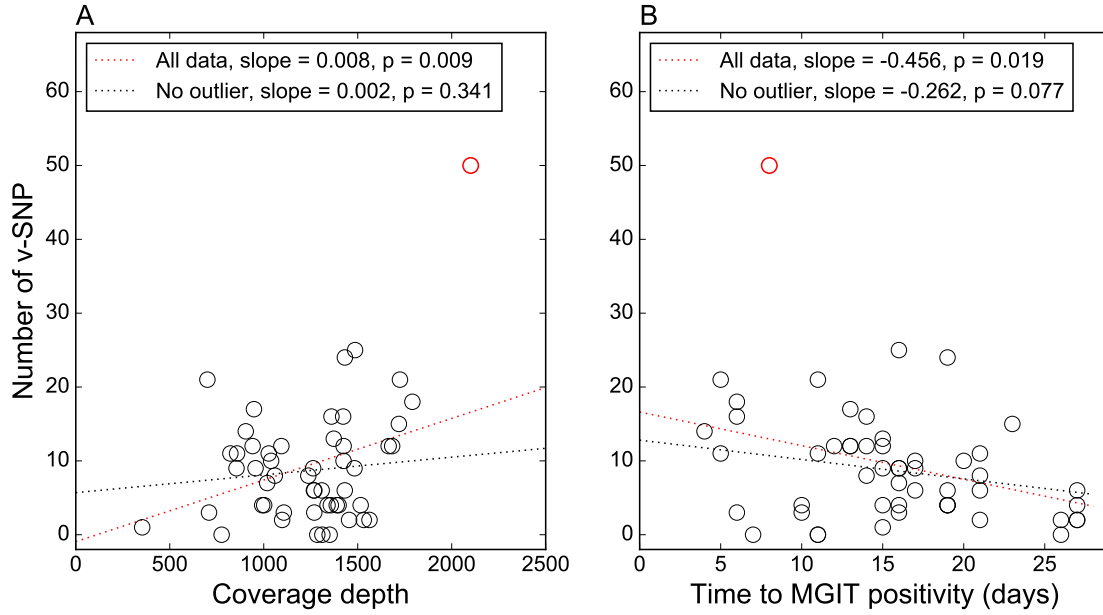 A
B
All data, slope = 0.008, p = 0.009
No outlier, slope = 0.002, p = 0.341
All data, slope = -0.456, p = 0.019
No outlier, slope = -0.262, p = 0.077
Number of v-SNP
60
50
40
30
20
10
0
0 500 1000 1500 2000 2500
Coverage depth
60
50
40
30
20
10
0
0 5 10 15 20 25
Time to MGIT positivity (days)